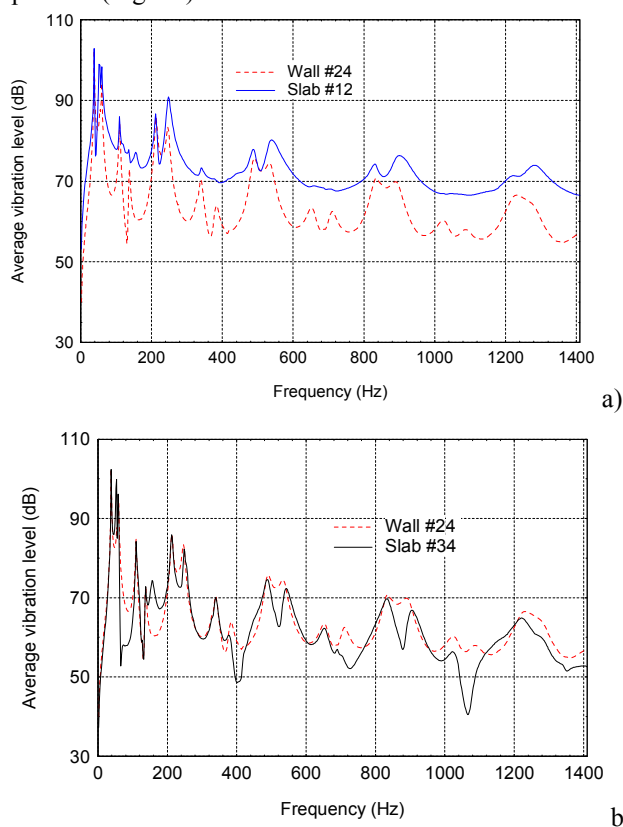 110
90
70
50
30
Average vibration level (dB)
Wall #24
Slab #12
0 200 400 600 800 1000 1200 1400
Frequency (Hz)
a)
110
90
70
50
30
Average vibration level (dB)
Wall #24
Slab #34
0 200 400 600 800 1000 1200 1400
Frequency (Hz)
b